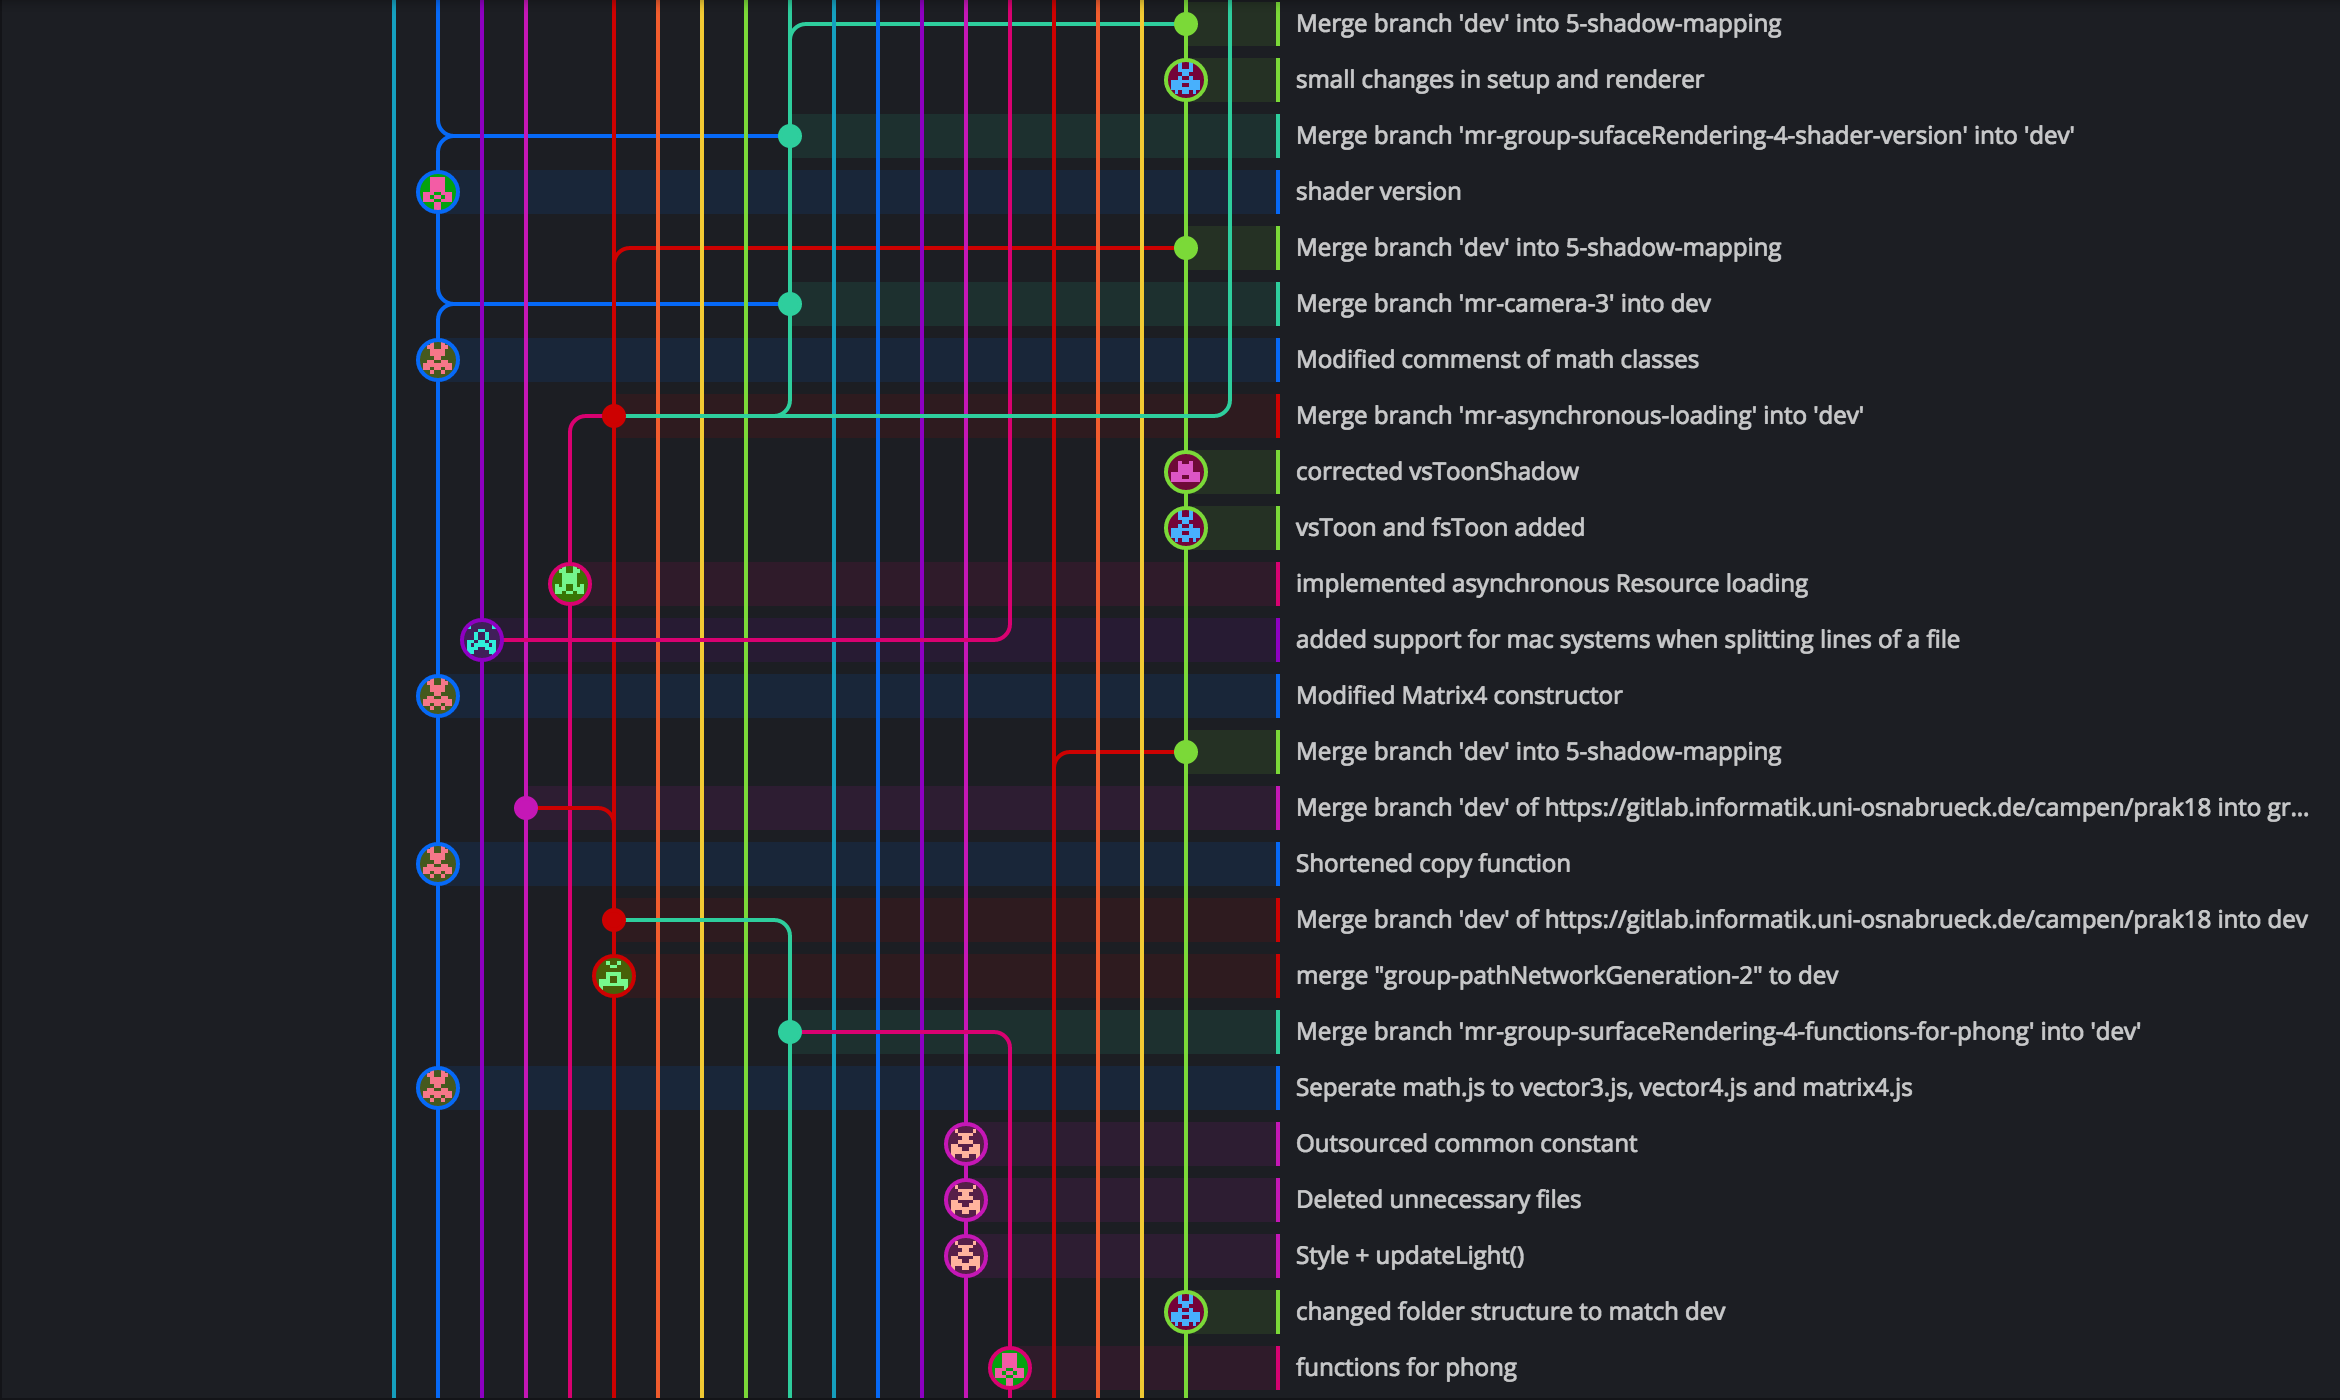 Merge branch 'dev' into 5-shadow-mapping
small changes in setup and renderer
Merge branch 'mr-group-sufaceRendering-4-shader-version' into 'dev'
shader version
Merge branch 'dev' into 5-shadow-mapping
Merge branch 'mr-camera-3' into dev
Modified commenst of math classes
Merge branch 'mr-asynchronous-loading' into 'dev'
corrected vsToonShadow
vsToon and fsToon added
implemented asynchronous Resource loading
added support for mac systems when splitting lines of a file
Modified Matrix4 constructor
Merge branch 'dev' into 5-shadow-mapping
Merge branch 'dev' of https://gitlab.informatik.uni-osnabrueck.de/campen/prak18 into gr...
Shortened copy function
Merge branch 'dev' of https://gitlab.informatik.uni-osnabrueck.de/campen/prak18 into dev
merge "group-pathNetworkGeneration-2" to dev
Merge branch 'mr-group-surfaceRendering-4-functions-for-phong' into 'dev'
Seperate math.js to vector3.js, vector4.js and matrix4.js
Outsourced common constant
Deleted unnecessary files
Style + updateLight()
changed folder structure to match dev
functions for phong